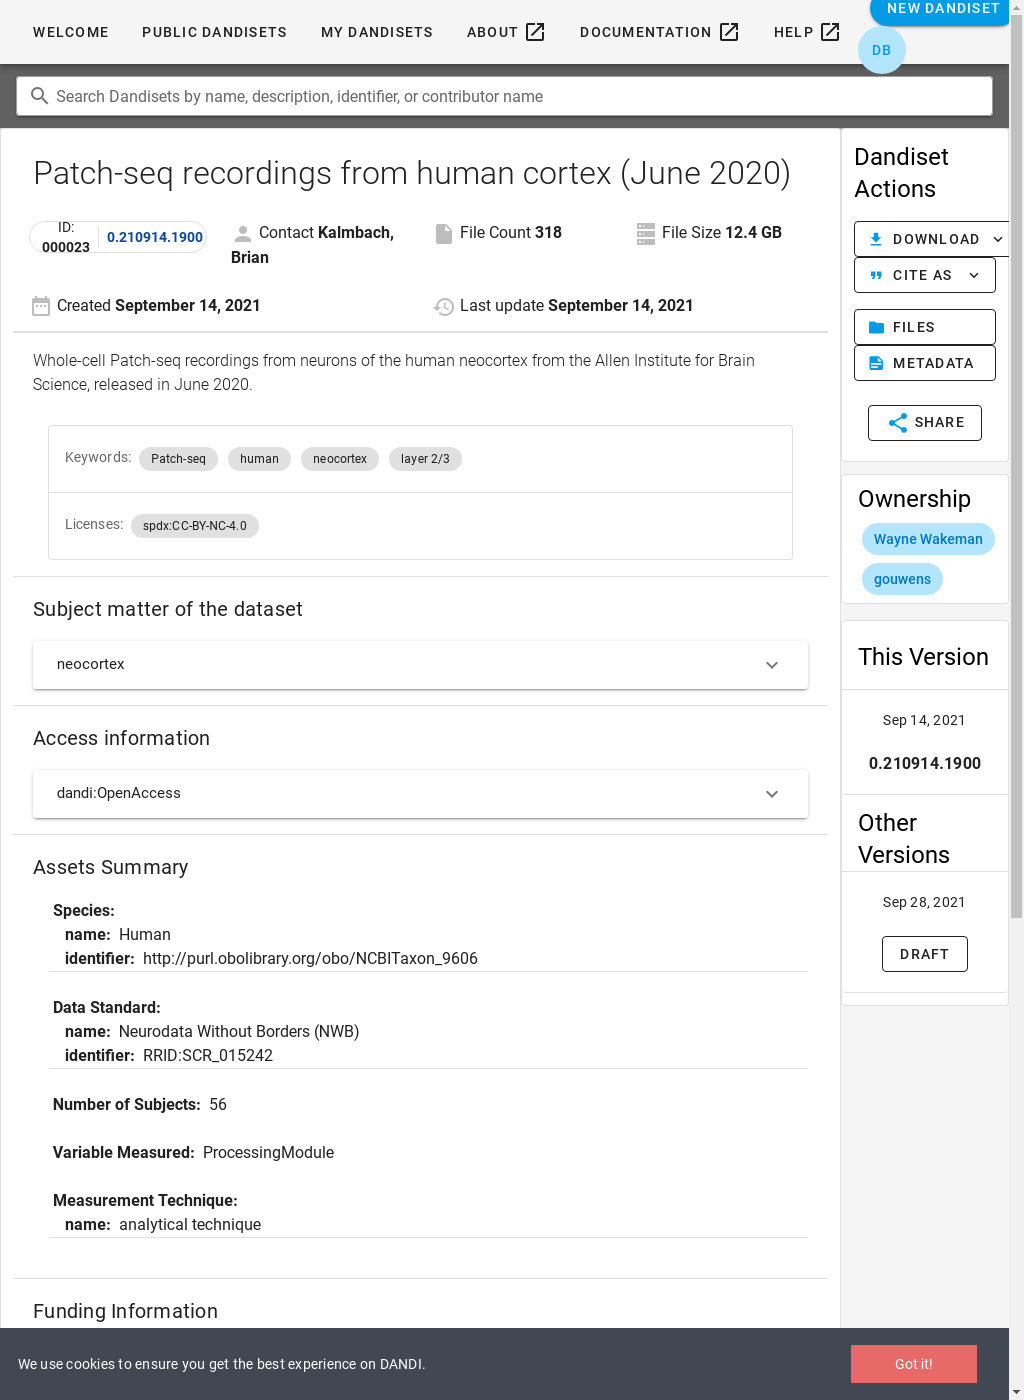 WELCOME PUBLIC DANDISETS MY DANDISETS ABOUT DOCUMENTATION HELP NEW DANDISET
DB
Search Dandisets by name, description, identifier, or contributor name
Patch-seq recordings from human cortex (June 2020)
ID: 000023 0.210914.1900
Contact Kalmbach, Brian
File Count 318
File Size 12.4 GB
Created September 14, 2021
Last update September 14, 2021
Whole-cell Patch-seq recordings from neurons of the human neocortex from the Allen Institute for Brain
Science, released in June 2020.
Keywords: Patch-seq human neocortex layer 2/3
Licenses: spdx:CC-BY-NC-4.0
Subject matter of the dataset
neocortex
Access information
dandi:OpenAccess
Assets Summary
Species:
name: Human
identifier: http://purl.obolibrary.org/obo/NCBITaxon_9606
Data Standard:
name: Neurodata Without Borders (NWB)
identifier: RRID:SCR_015242
Number of Subjects: 56
Variable Measured: ProcessingModule
Measurement Technique:
name: analytical technique
Funding Information
Dandiset
Actions
DOWNLOAD
CITE AS
FILES
METADATA
SHARE
Ownership
Wayne Wakeman
gouwens
This Version
Sep 14, 2021
0.210914.1900
Other
Versions
Sep 28, 2021
DRAFT
We use cookies to ensure you get the best experience on DANDI.
Got it!